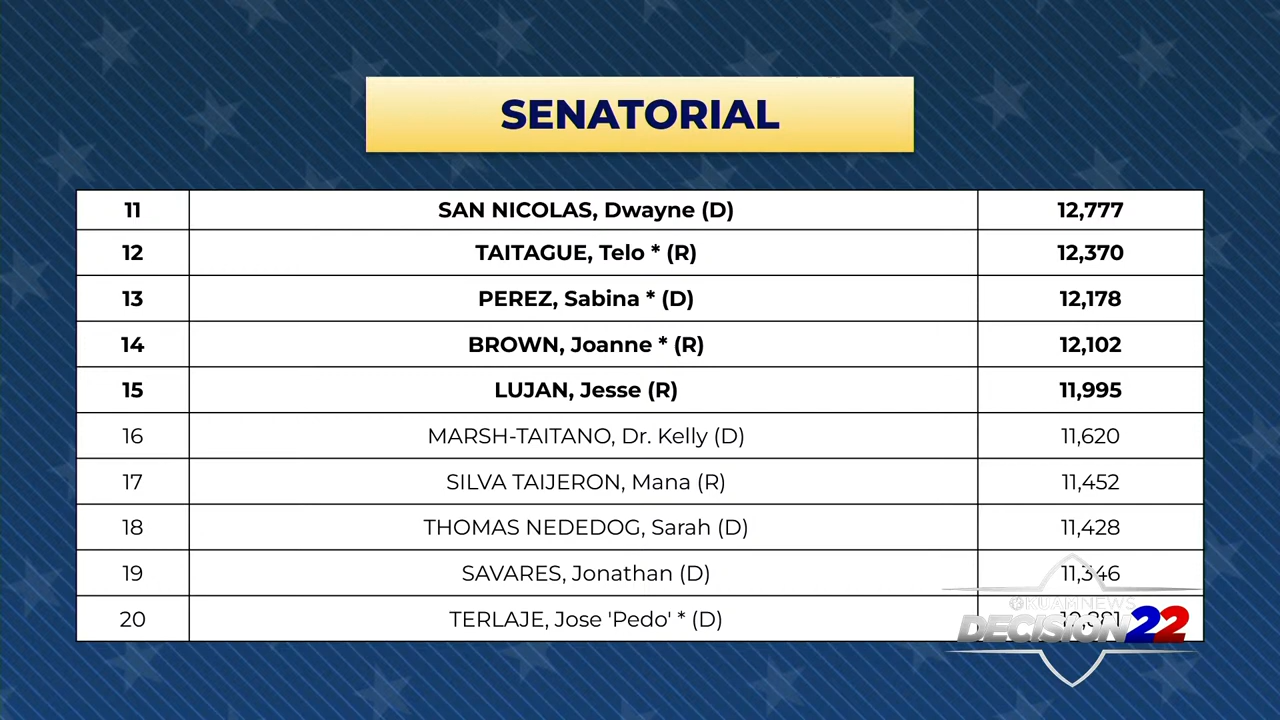 SENATORIAL
11 SAN NICOLAS, Dwayne (D) 12,777
12 TAITAGUE, Telo * (R) 12,370
13 PEREZ, Sabina * (D) 12,178
14 BROWN, Joanne * (R) 12,102
15 LUJAN, Jesse (R) 11,995
16 MARSH-TAITANO, Dr. Kelly (D) 11,620
17 SILVA TAIJERON, Mana (R) 11,452
18 THOMAS NEDEDOG, Sarah (D) 11,428
19 SAVARES, Jonathan (D) 11,346
20 TERLAJE, Jose 'Pedo' * (D)
KUAM NEWS
DECISION 22